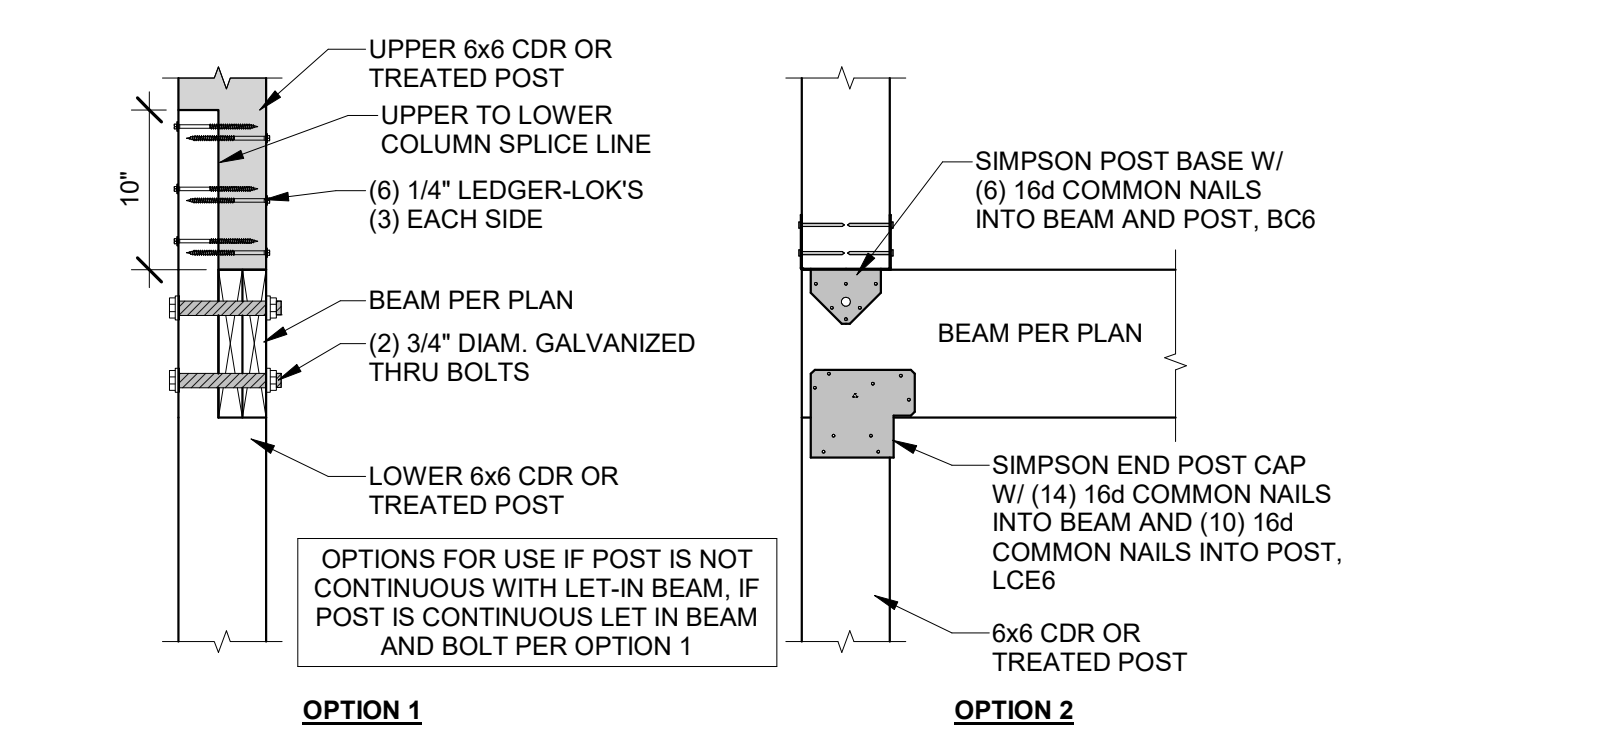 UPPER 6x6 CDR OR
TREATED POST
UPPER TO LOWER
COLUMN SPLICE LINE
10"
(6) 1/4" LEDGER-LOK'S
(3) EACH SIDE
BEAM PER PLAN
(2) 3/4" DIAM. GALVANIZED
THRU BOLTS
LOWER 6x6 CDR OR
TREATED POST
OPTIONS FOR USE IF POST IS NOT
CONTINUOUS WITH LET-IN BEAM, IF
POST IS CONTINUOUS LET IN BEAM
AND BOLT PER OPTION 1
OPTION 1
SIMPSON POST BASE W/
(6) 16d COMMON NAILS
INTO BEAM AND POST, BC6
BEAM PER PLAN
SIMPSON END POST CAP
W/ (14) 16d COMMON NAILS
INTO BEAM AND (10) 16d
COMMON NAILS INTO POST,
LCE6
6x6 CDR OR
TREATED POST
OPTION 2